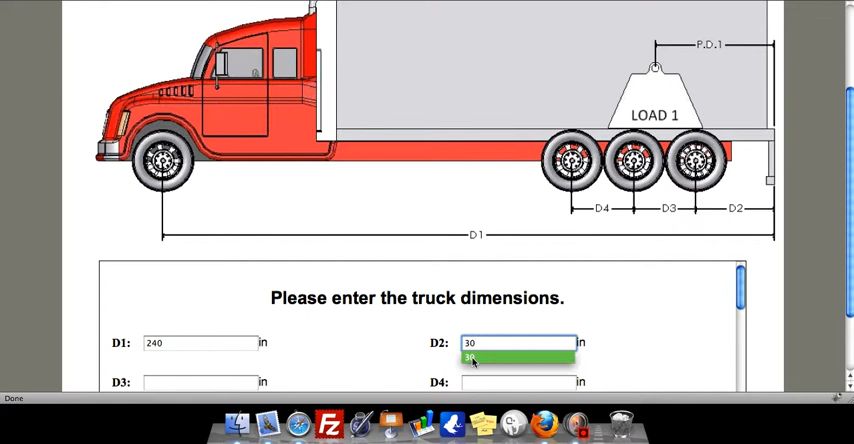 P.D.1
LOAD 1
D4
D3
D2
D1
Please enter the truck dimensions.
D1: 240 in
D2: 30 in
30
D3: in
D4: in
Done
FZ